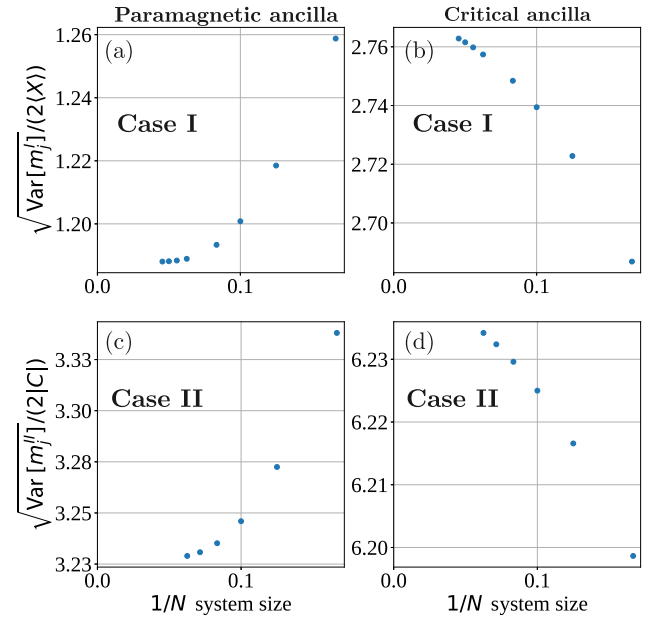 Paramagnetic ancilla
Critical ancilla
(a)
Case I
√Var[m_j^I]/(2⟨X⟩)
1.26
1.24
1.22
1.20
0.0
0.1
(b)
Case I
2.76
2.74
2.72
2.70
0.0
0.1
(c)
Case II
√Var[m_j^II]/(2|C|)
3.33
3.30
3.28
3.25
3.23
0.0
0.1
1/N system size
(d)
Case II
6.23
6.22
6.21
6.20
0.0
0.1
1/N system size